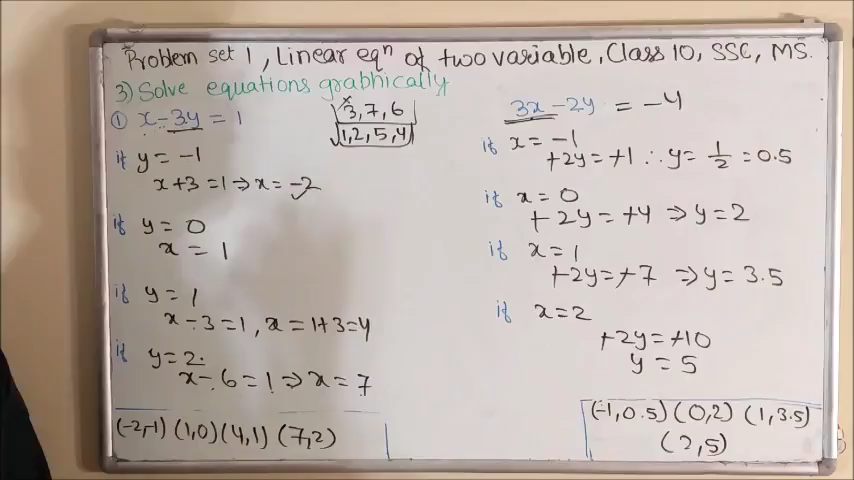 Problem set 1, Linear eqⁿ of two variable, Class 10, SSC, MS.
3) Solve equations grabhically
① x - 3y = 1
if y = -1
x + 3 = 1 ⇒ x = -2
if y = 0
x = 1
if y = 1
x - 3 = 1, x = 1+3 = 4
if y = 2.
x - 6 = 1 ⇒ x = 7
(-2,-1) (1,0) (4,1) (7,2)
×
3, 7, 6
√1, 2, 5, 4
3x - 2y = -4
if x = -1
+2y = +1 ∴ y = 1/2 = 0.5
if x = 0
+2y = +4 ⇒ y = 2
if x = 1
+2y = +7 ⇒ y = 3.5
if x = 2
+2y = +10
y = 5
(-1, 0.5) (0,2) (1, 3.5)
(2,5)